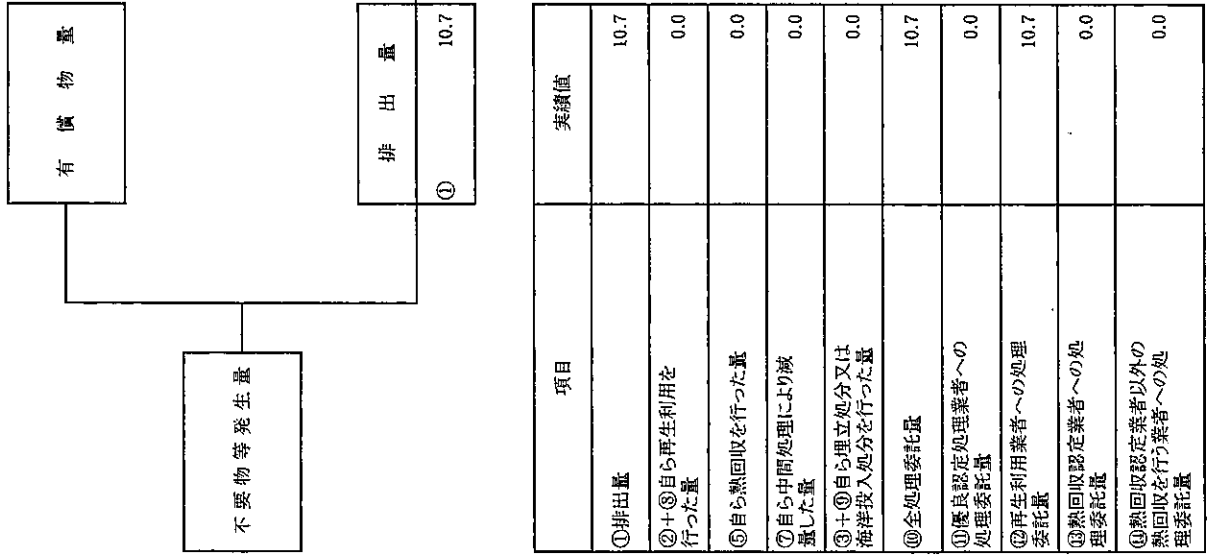 不要物等発生量
有償物量
排出量
① 10.7
項目 実績値
①排出量 10.7
②+⑧自ら再生利用を
行った量 0.0
⑤自ら熱回収を行った量 0.0
⑦自ら中間処理により減
量した量 0.0
③+⑨自ら埋立処分又は
海洋投入処分を行った量 0.0
⑩全処理委託量 10.7
⑪優良認定処理業者への
処理委託量 0.0
⑫再生利用業者への処理
委託量 10.7
⑬熱回収認定業者への処
理委託量 0.0
⑭熱回収認定業者以外の
熱回収を行う業者への処
理委託量 0.0